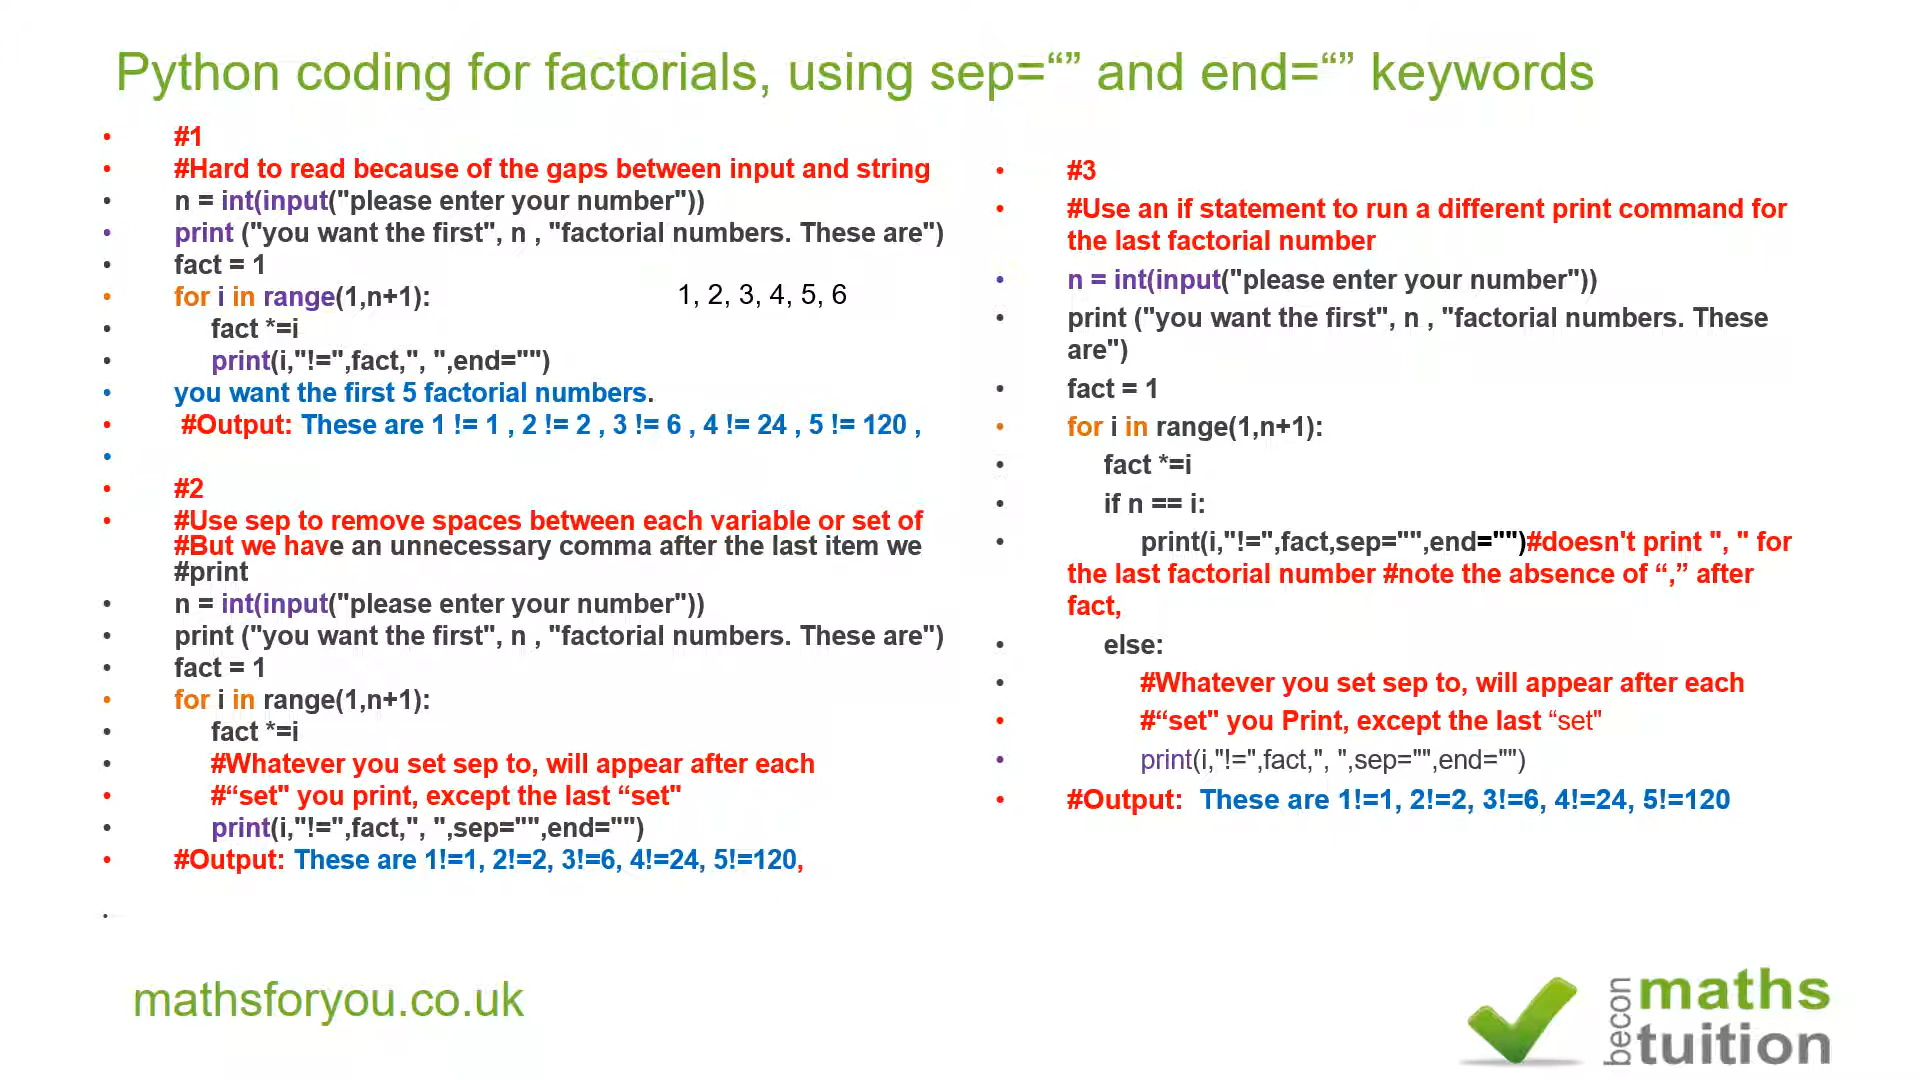 Python coding for factorials, using sep=“” and end=“” keywords
#1
#Hard to read because of the gaps between input and string
n = int(input("please enter your number"))
print ("you want the first", n , "factorial numbers. These are")
fact = 1
for i in range(1,n+1):
1, 2, 3, 4, 5, 6
fact *=i
print(i,"!=",fact,", ",end="")
you want the first 5 factorial numbers.
#Output: These are 1 != 1 , 2 != 2 , 3 != 6 , 4 != 24 , 5 != 120 ,
#2
#Use sep to remove spaces between each variable or set of
#But we have an unnecessary comma after the last item we
#print
n = int(input("please enter your number"))
print ("you want the first", n , "factorial numbers. These are")
fact = 1
for i in range(1,n+1):
fact *=i
#Whatever you set sep to, will appear after each
#“set" you print, except the last “set"
print(i,"!=",fact,", ",sep="",end="")
#Output: These are 1!=1, 2!=2, 3!=6, 4!=24, 5!=120,
#3
#Use an if statement to run a different print command for
the last factorial number
n = int(input("please enter your number"))
print ("you want the first", n , "factorial numbers. These
are")
fact = 1
for i in range(1,n+1):
fact *=i
if n == i:
print(i,"!=",fact,sep="",end="")#doesn't print ", " for
the last factorial number #note the absence of “,” after
fact,
else:
#Whatever you set sep to, will appear after each
#“set" you Print, except the last “set"
print(i,"!=",fact,", ",sep="",end="")
#Output: These are 1!=1, 2!=2, 3!=6, 4!=24, 5!=120
mathsforyou.co.uk
becon
maths
tuition